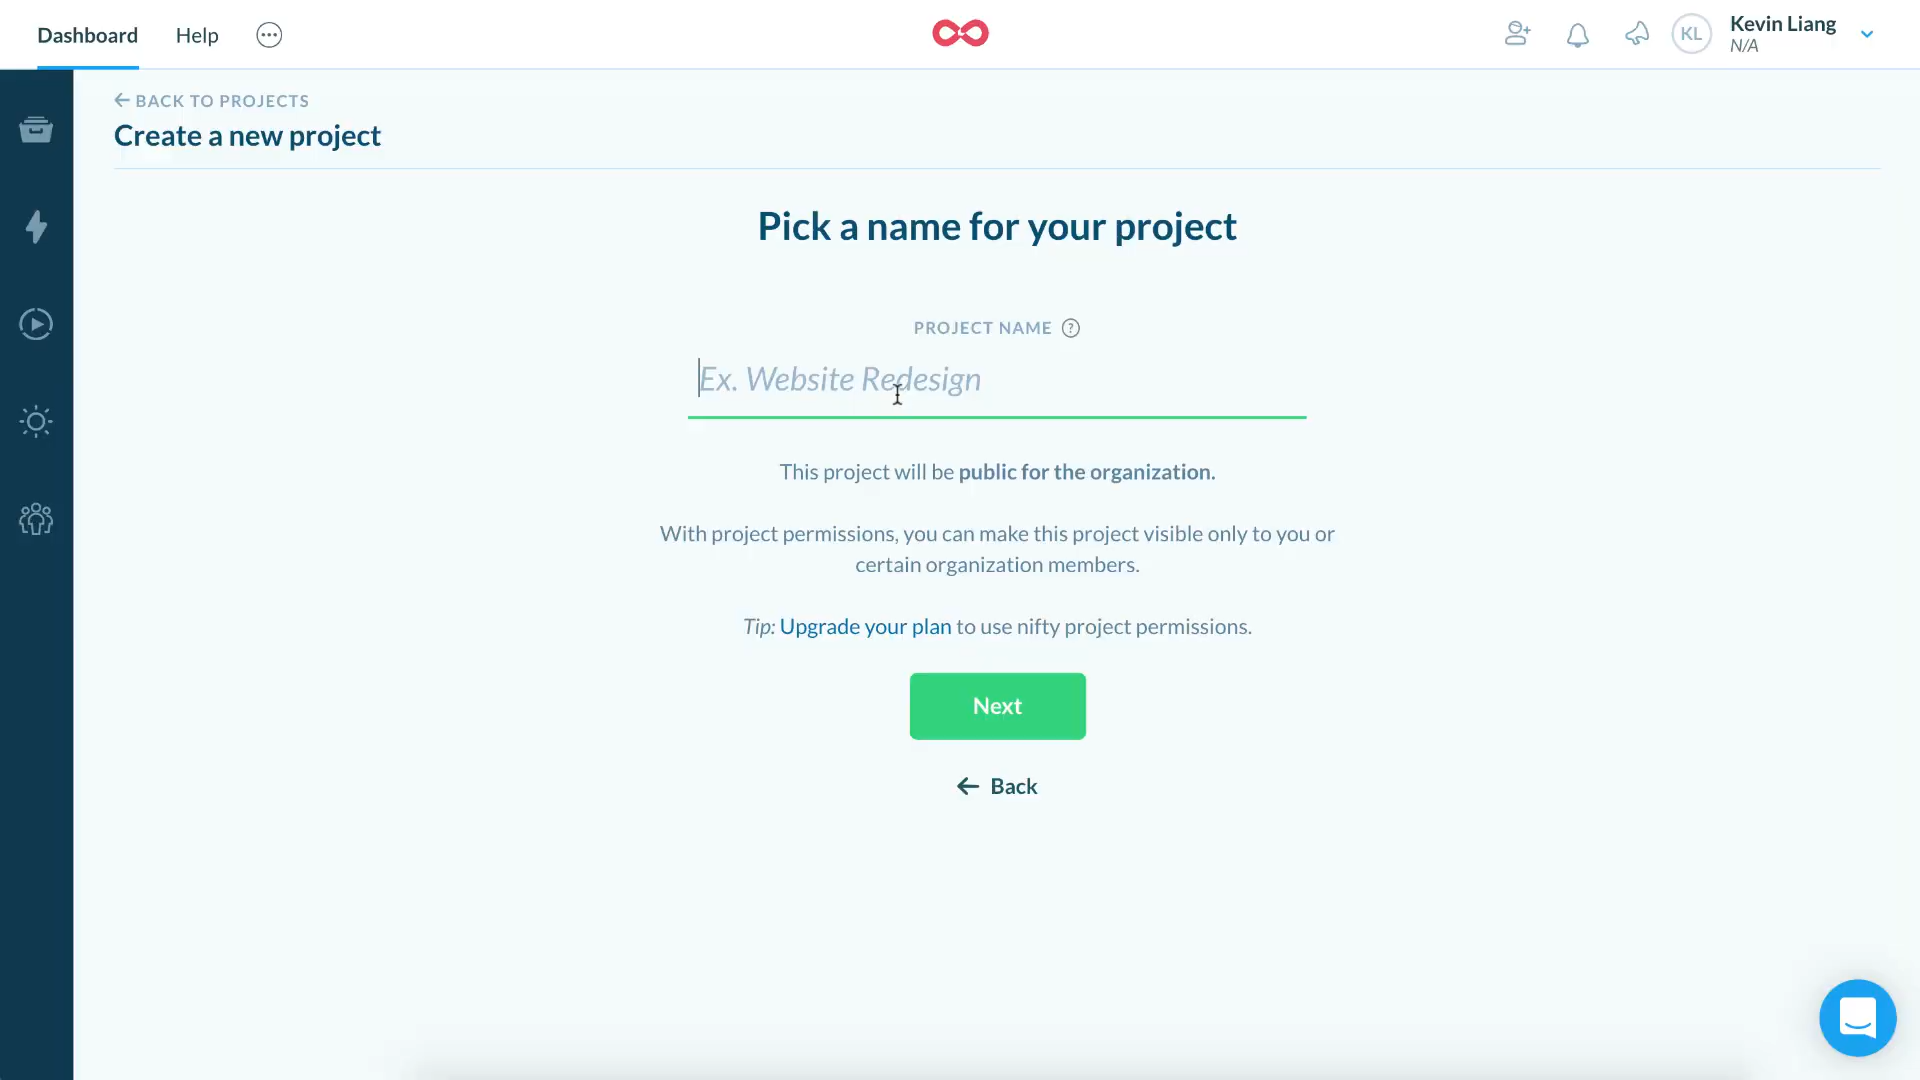 Dashboard
Help
KL
Kevin Liang
N/A
BACK TO PROJECTS
Create a new project
Pick a name for your project
PROJECT NAME ?
Ex. Website Redesign
This project will be public for the organization.
With project permissions, you can make this project visible only to you or
certain organization members.
Tip: Upgrade your plan to use nifty project permissions.
Next
Back